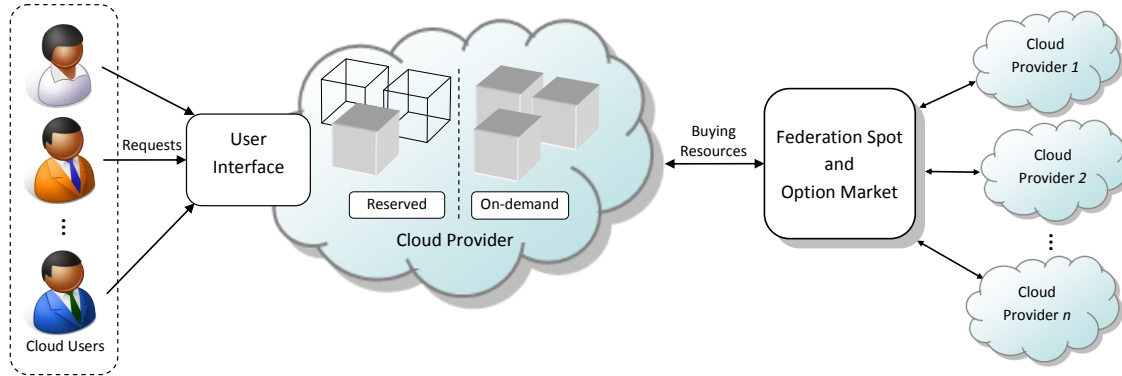 Cloud Users
Requests
User
Interface
Reserved
On-demand
Cloud Provider
Buying
Resources
Federation Spot
and
Option Market
Cloud
Provider 1
Cloud
Provider 2
Cloud
Provider n